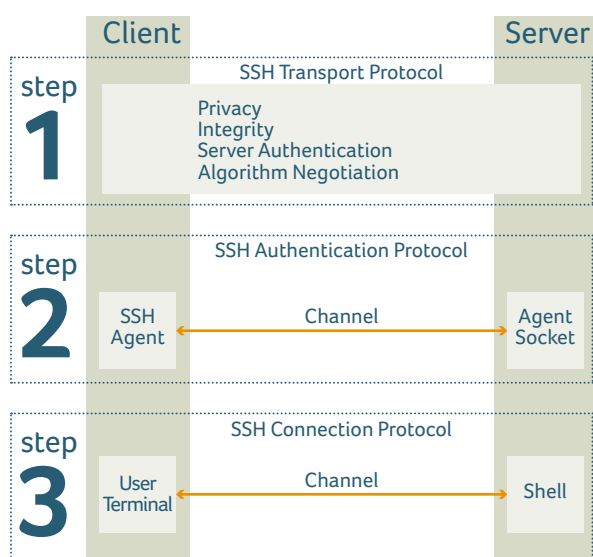 Client
Server
step
1
SSH Transport Protocol
Privacy
Integrity
Server Authentication
Algorithm Negotiation
step
2
SSH Authentication Protocol
SSH
Agent
Channel
Agent
Socket
step
3
SSH Connection Protocol
User
Terminal
Channel
Shell